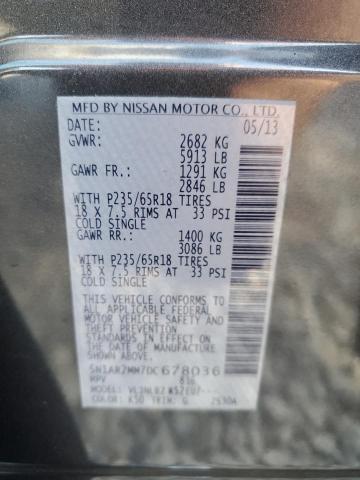 MFD BY NISSAN MOTOR CO., LTD.
DATE: 05/13
GVWR: 2682 KG
5913 LB
GAWR FR.: 1291 KG
2846 LB
WITH P235/65R18 TIRES
18 X 7.5 RIMS AT 33 PSI
COLD SINGLE
GAWR RR.: 1400 KG
3086 LB
WITH P235/65R18 TIRES
18 X 7.5 RIMS AT 33 PSI
COLD SINGLE
THIS VEHICLE CONFORMS TO
ALL APPLICABLE FEDERAL
MOTOR VEHICLE SAFETY AND
THEFT PREVENTION
STANDARDS IN EFFECT ON THE
DATE OF MANUFACTURE SHOWN
ABOVE.
5N1AR2MM7DC678036
MPV
COLOR: K50 TRIM: G